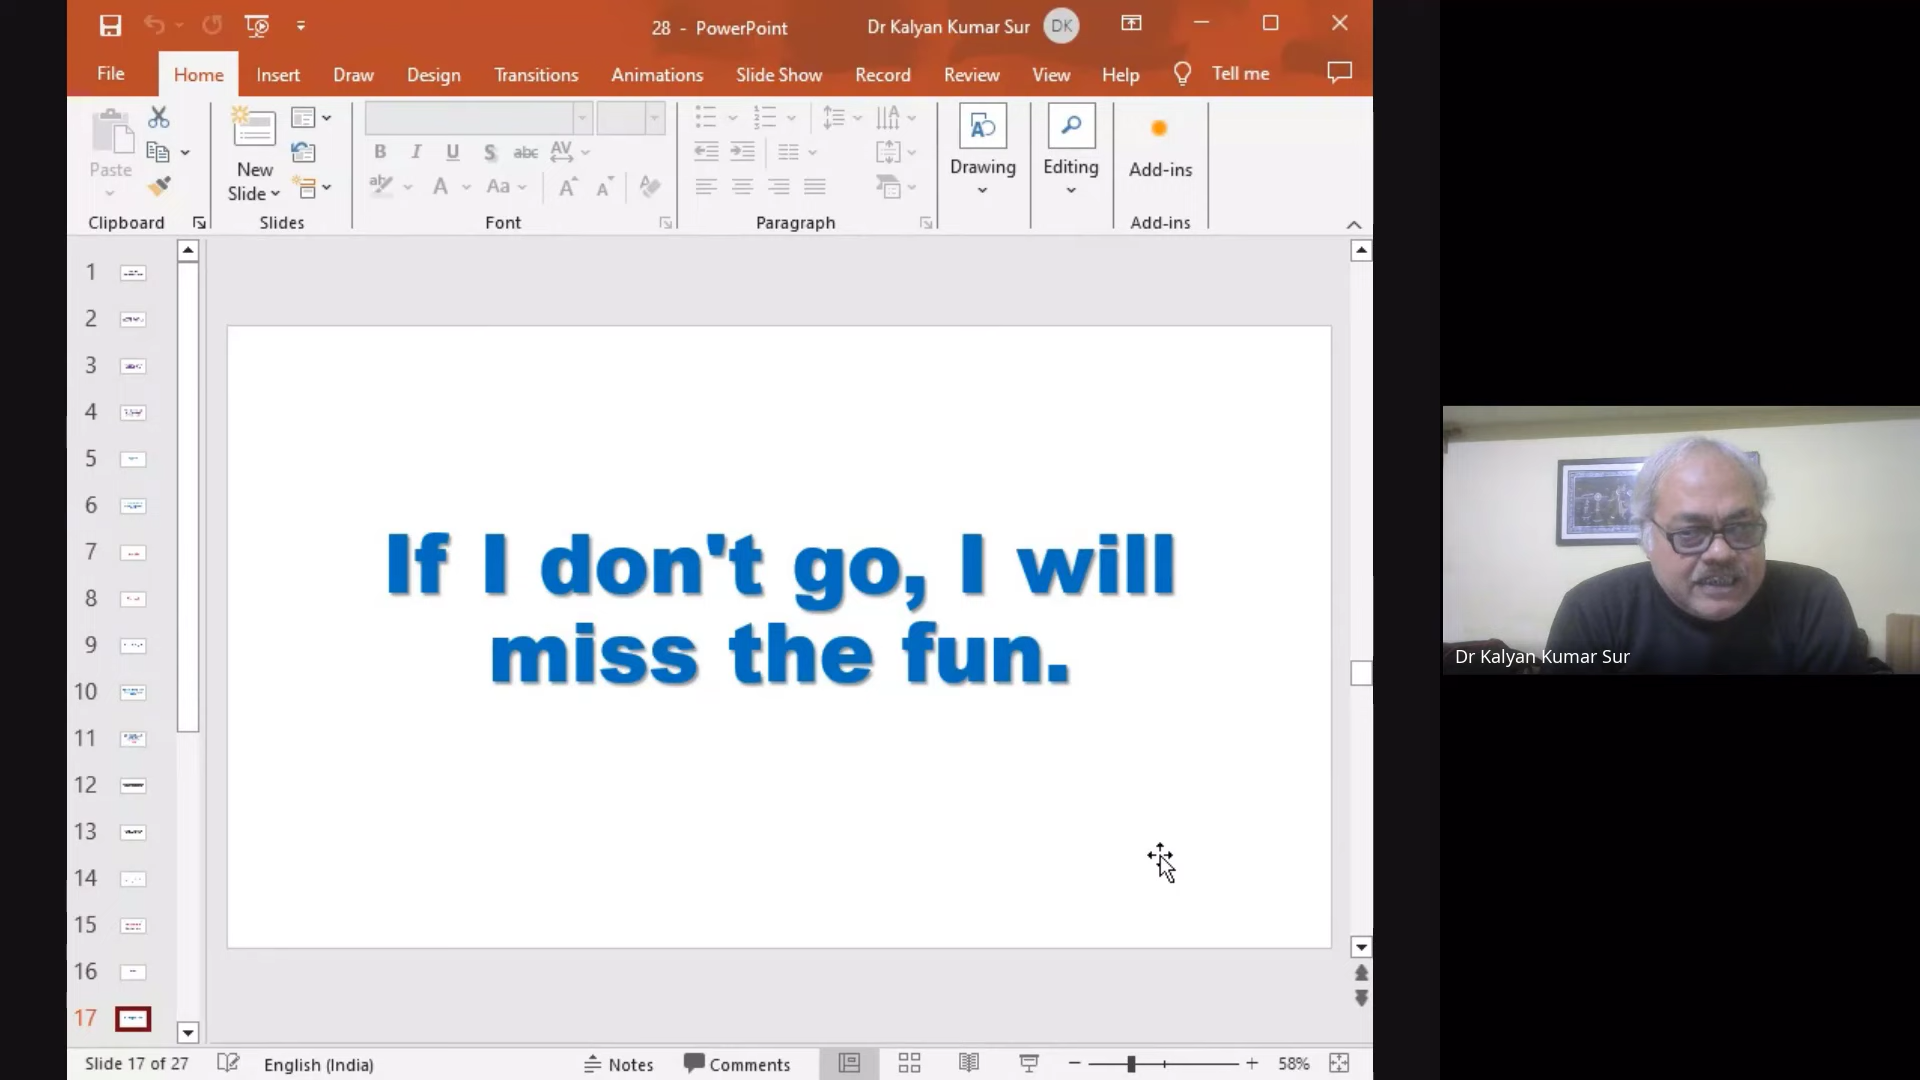 28 - PowerPoint
Dr Kalyan Kumar Sur
DK
File
Home
Insert
Draw
Design
Transitions
Animations
Slide Show
Record
Review
View
Help
Tell me
Paste
New
Slide
Drawing
Editing
Add-ins
Clipboard
Slides
Font
Paragraph
Add-ins
1
2
3
4
5
6
7
8
9
10
11
12
13
14
15
16
17
If I don't go, I will
miss the fun.
Dr Kalyan Kumar Sur
Slide 17 of 27
English (India)
Notes
Comments
58%